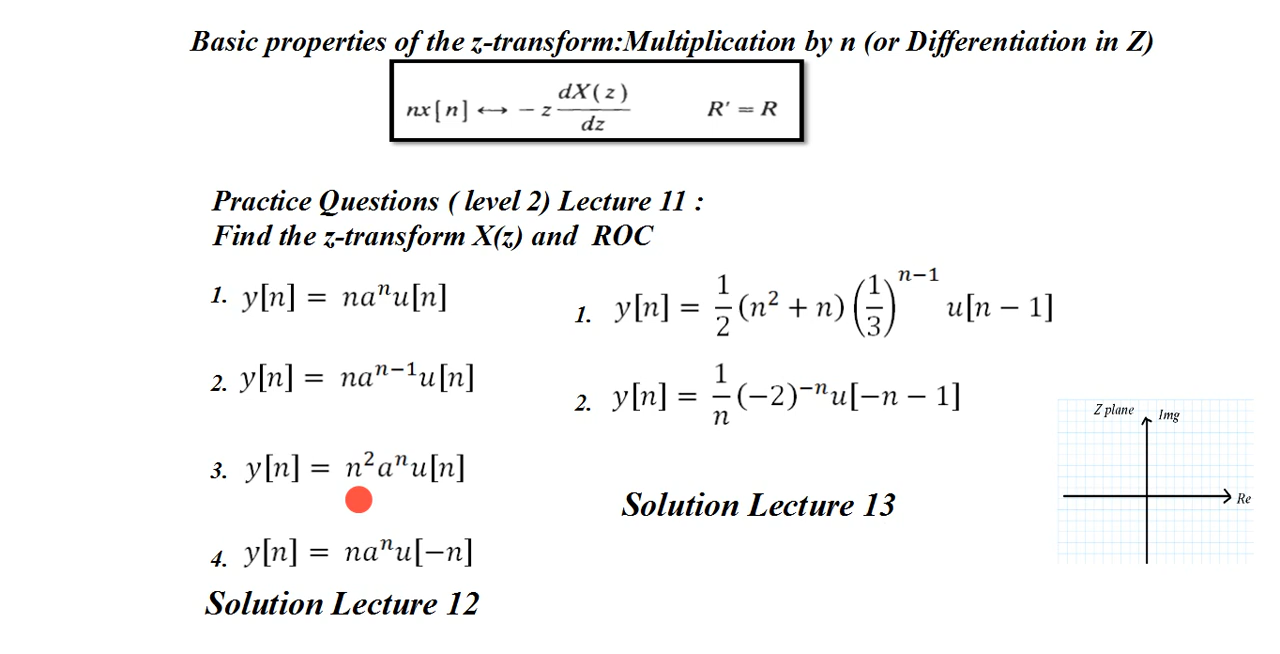 Basic properties of the z-transform:Multiplication by n (or Differentiation in Z)
nx[n] ↔ − z dX(z)/dz    R′ = R
Practice Questions ( level 2) Lecture 11 :
Find the z-transform X(z) and ROC
1. y[n] = naⁿu[n]
2. y[n] = naⁿ⁻¹u[n]
3. y[n] = n²aⁿu[n]
4. y[n] = naⁿu[−n]
Solution Lecture 12
1. y[n] = 1/2 (n² + n) (1/3)ⁿ⁻¹ u[n − 1]
2. y[n] = 1/n (−2)⁻ⁿu[−n − 1]
Solution Lecture 13
Z plane
Img
Re